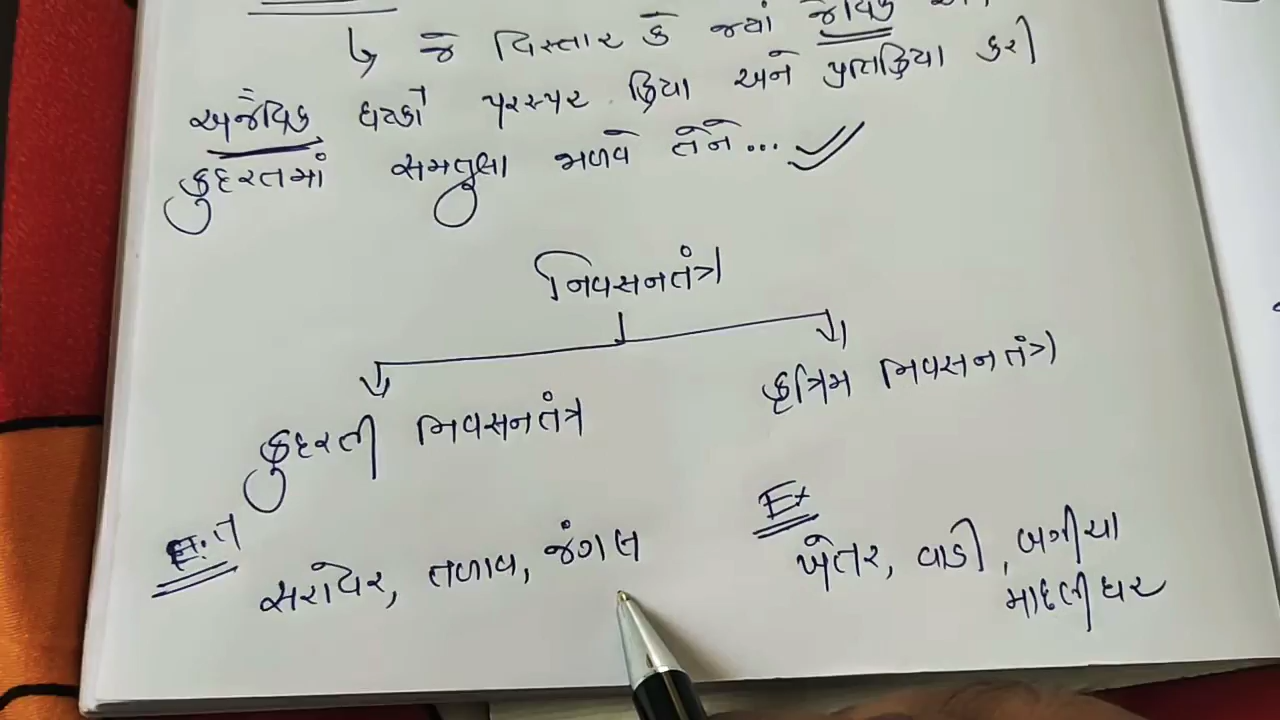 ↳ જે વિસ્તાર કે જ્યાં જૈવિક
અજૈવિક ઘટકો પરસ્પર ક્રિયા અને પ્રતિક્રિયા કરી
કુદરતમાં સમતુલા જાળવે તેને...
નિવસનતંત્ર
કુદરતી નિવસનતંત્ર
કૃત્રિમ નિવસનતંત્ર
સરોવર, તળાવ, જંગલ
Ex
ખેતર, વાડી, બગીચા
માછલીઘર